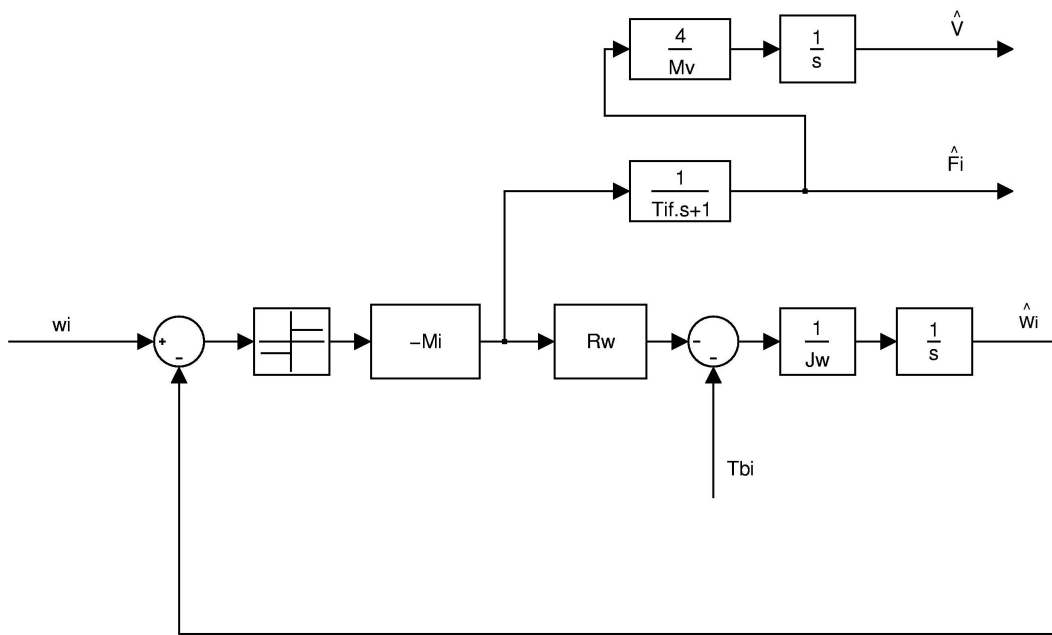 4
Mv
1
s
^
V
1
Tif.s+1
^
Fi
wi
+
-
-Mi
Rw
-
-
1
Jw
1
s
^
wi
Tbi